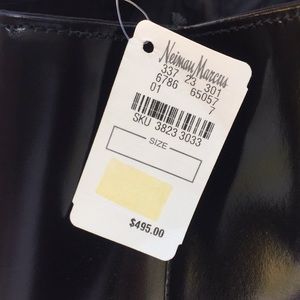 Neiman Marcus
337 23 301
6786 65057
01 7
SKU 3823 3033
SIZE
$495.00